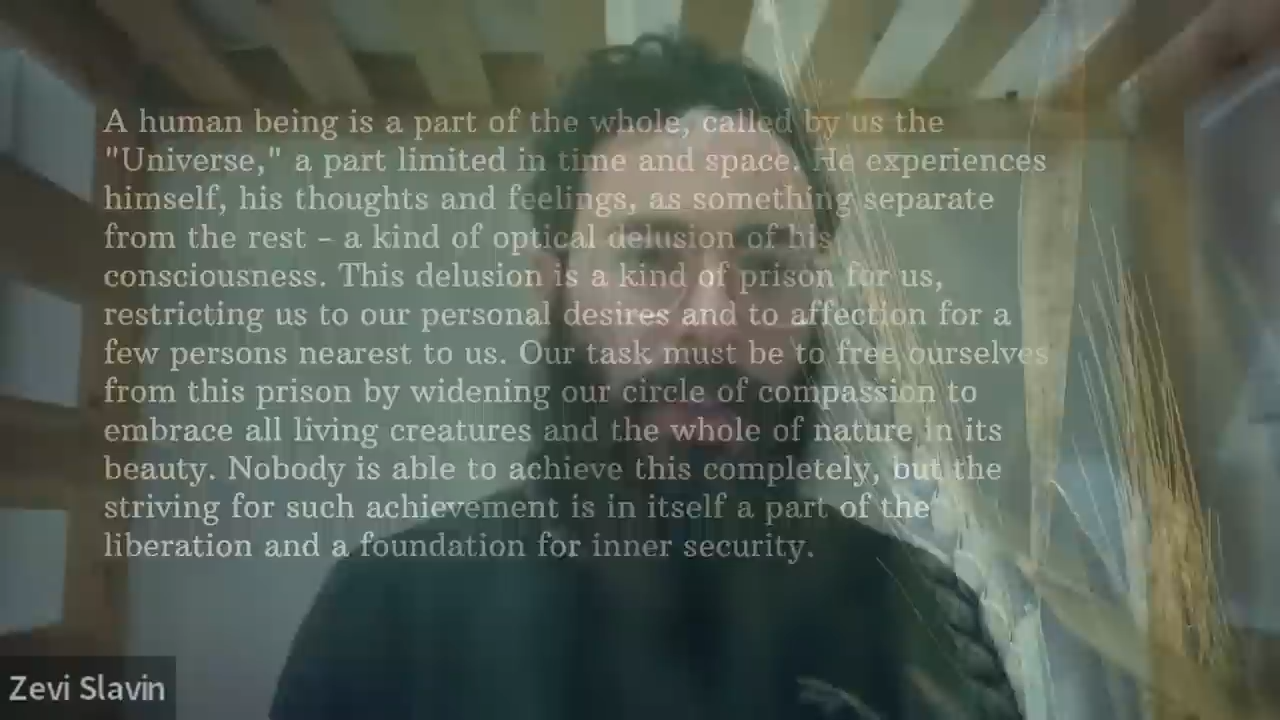 A human being is a part of the whole, called by us the
"Universe," a part limited in time and space. He experiences
himself, his thoughts and feelings, as something separate
from the rest – a kind of optical delusion of his
consciousness. This delusion is a kind of prison for us,
restricting us to our personal desires and to affection for a
few persons nearest to us. Our task must be to free ourselves
from this prison by widening our circle of compassion to
embrace all living creatures and the whole of nature in its
beauty. Nobody is able to achieve this completely, but the
striving for such achievement is in itself a part of the
liberation and a foundation for inner security.
Zevi Slavin